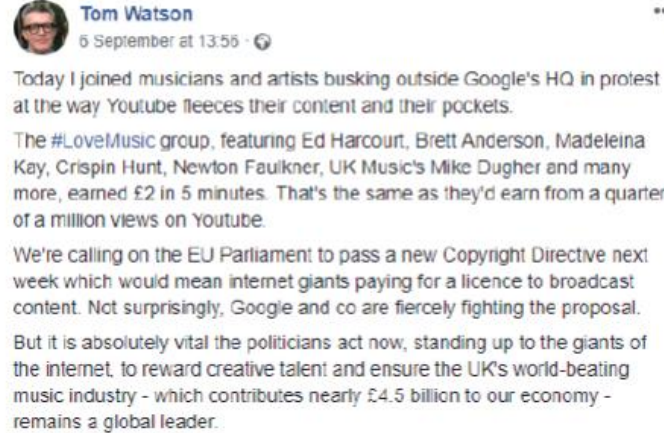 Tom Watson
6 September at 13:56 ·
Today I joined musicians and artists busking outside Google's HQ in protest
at the way Youtube fleeces their content and their pockets.
The #LoveMusic group, featuring Ed Harcourt, Brett Anderson, Madeleina
Kay, Crispin Hunt, Newton Faulkner, UK Music's Mike Dugher and many
more, earned £2 in 5 minutes. That's the same as they'd earn from a quarter
of a million views on Youtube.
We're calling on the EU Parliament to pass a new Copyright Directive next
week which would mean internet giants paying for a licence to broadcast
content. Not surprisingly, Google and co are fiercely fighting the proposal.
But it is absolutely vital the politicians act now, standing up to the giants of
the internet, to reward creative talent and ensure the UK's world-beating
music industry - which contributes nearly £4.5 billion to our economy -
remains a global leader.